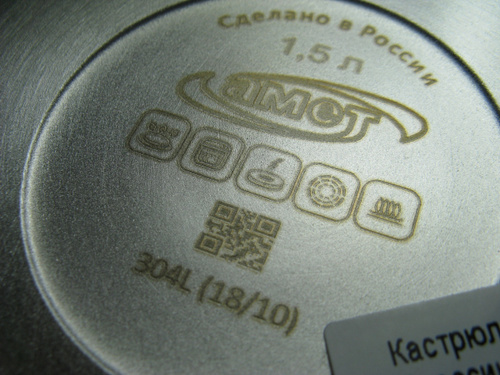 Сделано в России
1,5 л
амет
304L (18/10)
Кастрюл